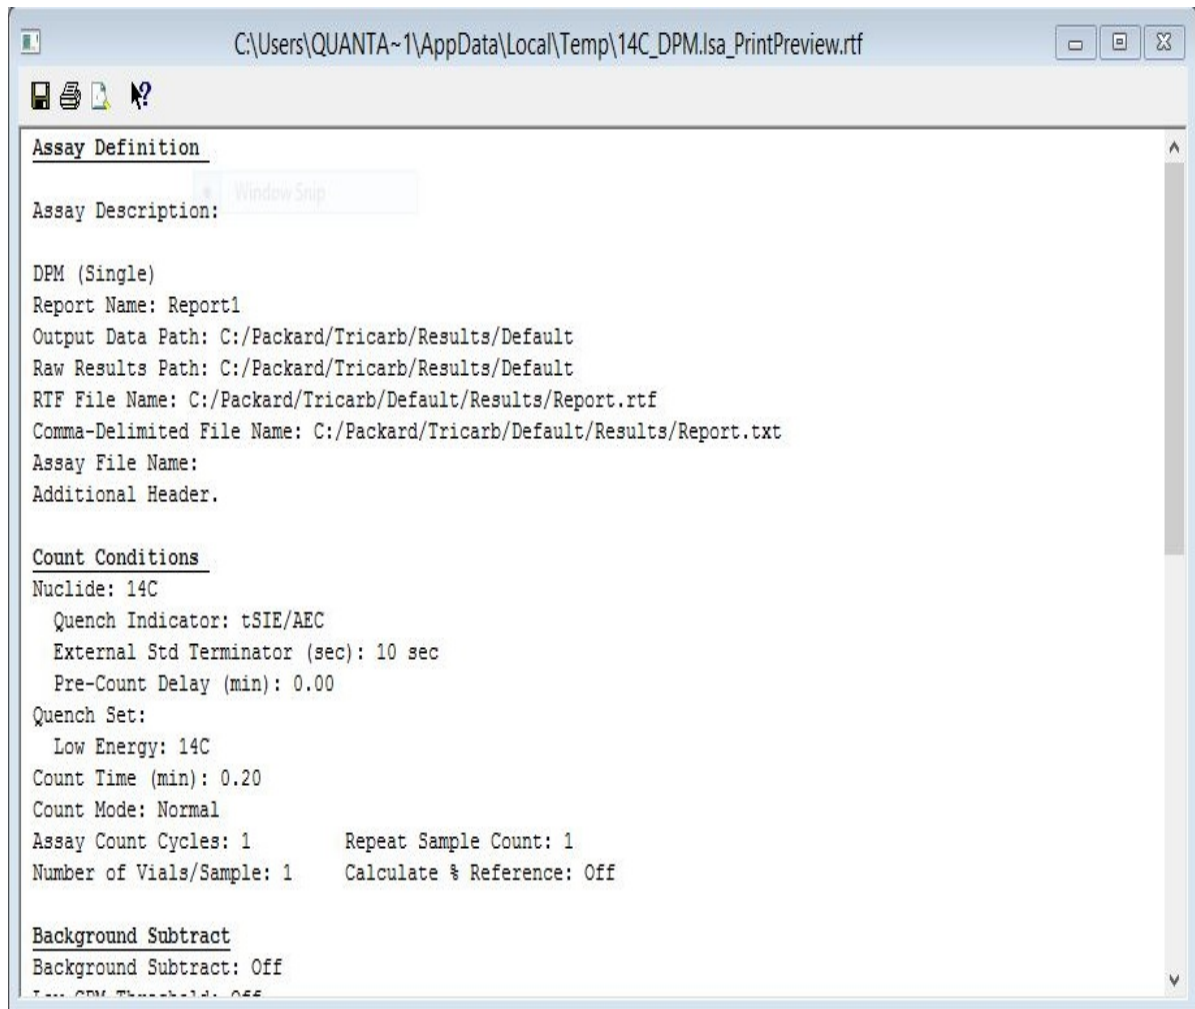 C:\Users\QUANTA~1\AppData\Local\Temp\14C_DPM.lsa_PrintPreview.rtf
Assay Definition
Window Snip
Assay Description:
DPM (Single)
Report Name: Report1
Output Data Path: C:/Packard/Tricarb/Results/Default
Raw Results Path: C:/Packard/Tricarb/Results/Default
RTF File Name: C:/Packard/Tricarb/Default/Results/Report.rtf
Comma-Delimited File Name: C:/Packard/Tricarb/Default/Results/Report.txt
Assay File Name:
Additional Header.
Count Conditions
Nuclide: 14C
Quench Indicator: tSIE/AEC
External Std Terminator (sec): 10 sec
Pre-Count Delay (min): 0.00
Quench Set:
Low Energy: 14C
Count Time (min): 0.20
Count Mode: Normal
Assay Count Cycles: 1 Repeat Sample Count: 1
Number of Vials/Sample: 1 Calculate % Reference: Off
Background Subtract
Background Subtract: Off
Low CPM Threshold: Off